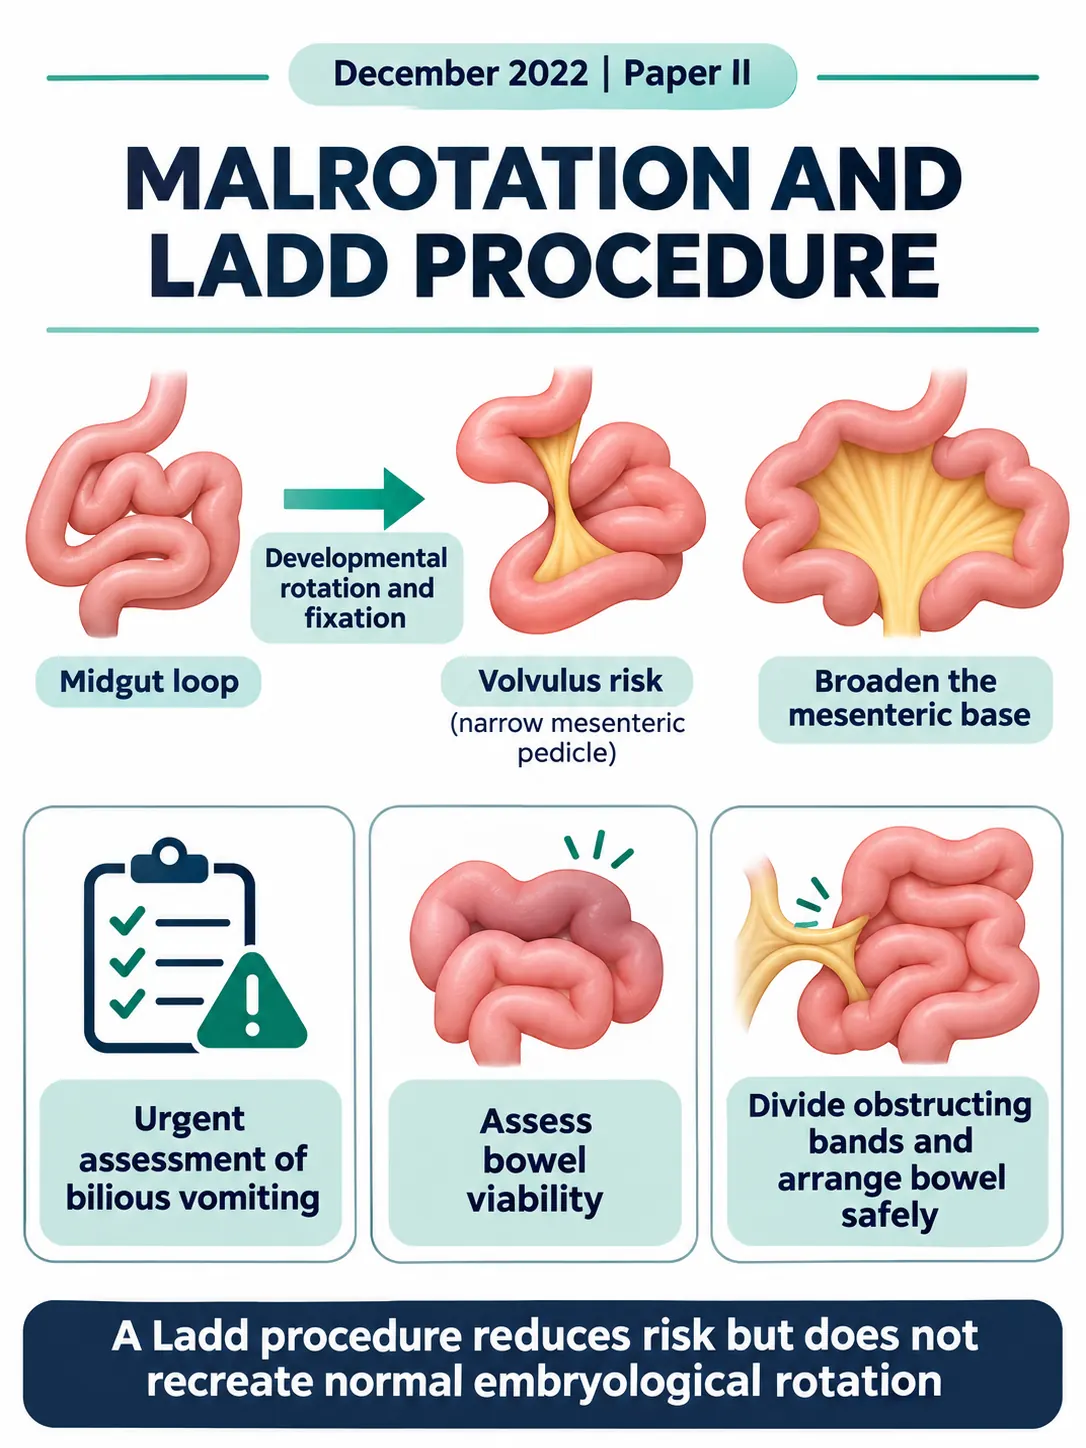 December 2022 | Paper II
MALROTATION AND
LADD PROCEDURE
Developmental
rotation and
fixation
Midgut loop
Volvulus risk
(narrow mesenteric
pedicle)
Broaden the
mesenteric base
Urgent
assessment of
bilious vomiting
Assess
bowel
viability
Divide obstructing
bands and
arrange bowel
safely
A Ladd procedure reduces risk but does not
recreate normal embryological rotation